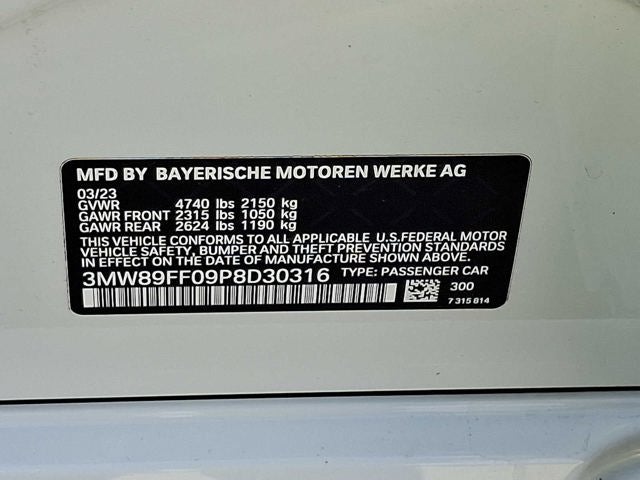 MFD BY BAYERISCHE MOTOREN WERKE AG
03/23
GVWR 4740 lbs 2150 kg
GAWR FRONT 2315 lbs 1050 kg
GAWR REAR 2624 lbs 1190 kg
THIS VEHICLE CONFORMS TO ALL APPLICABLE U.S.FEDERAL MOTOR
VEHICLE SAFETY, BUMPER AND THEFT PREVENTION STANDARDS
IN EFFECT ON THE DATE OF MANUFACTURE SHOWN ABOVE.
3MW89FF09P8D30316 TYPE: PASSENGER CAR
300
7 315 814